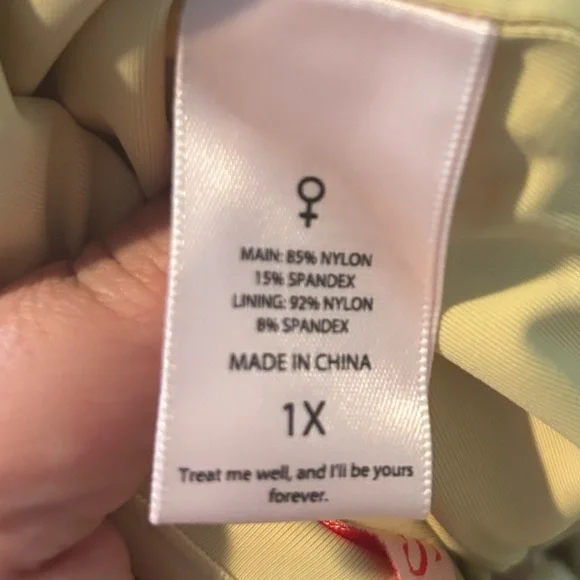 MAIN: 85% NYLON
15% SPANDEX
LINING: 92% NYLON
8% SPANDEX
MADE IN CHINA
1X
Treat me well, and I'll be yours
forever.